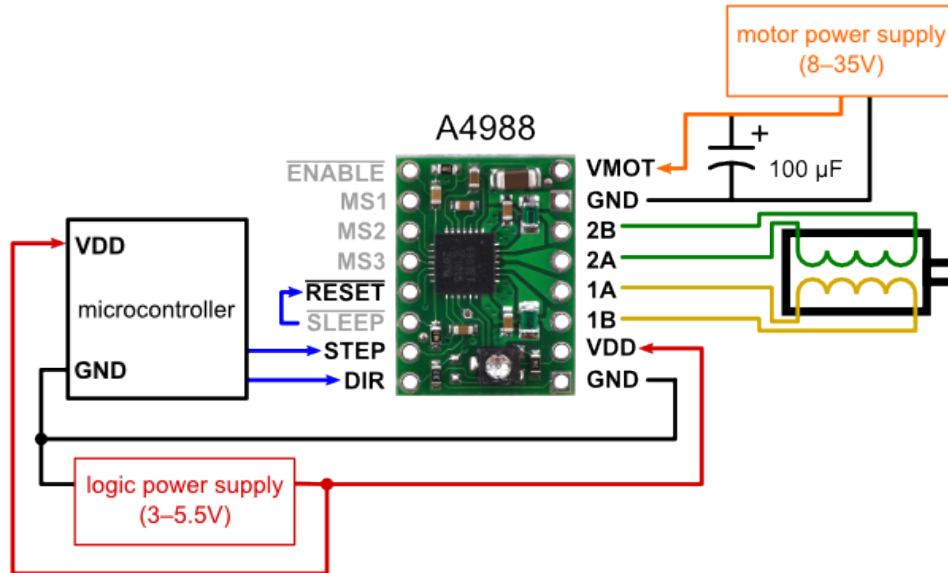 motor power supply
(8–35V)
A4988
+
100 µF
ENABLE
MS1
MS2
MS3
RESET
SLEEP
STEP
DIR
VMOT
GND
2B
2A
1A
1B
VDD
GND
VDD
microcontroller
GND
logic power supply
(3–5.5V)